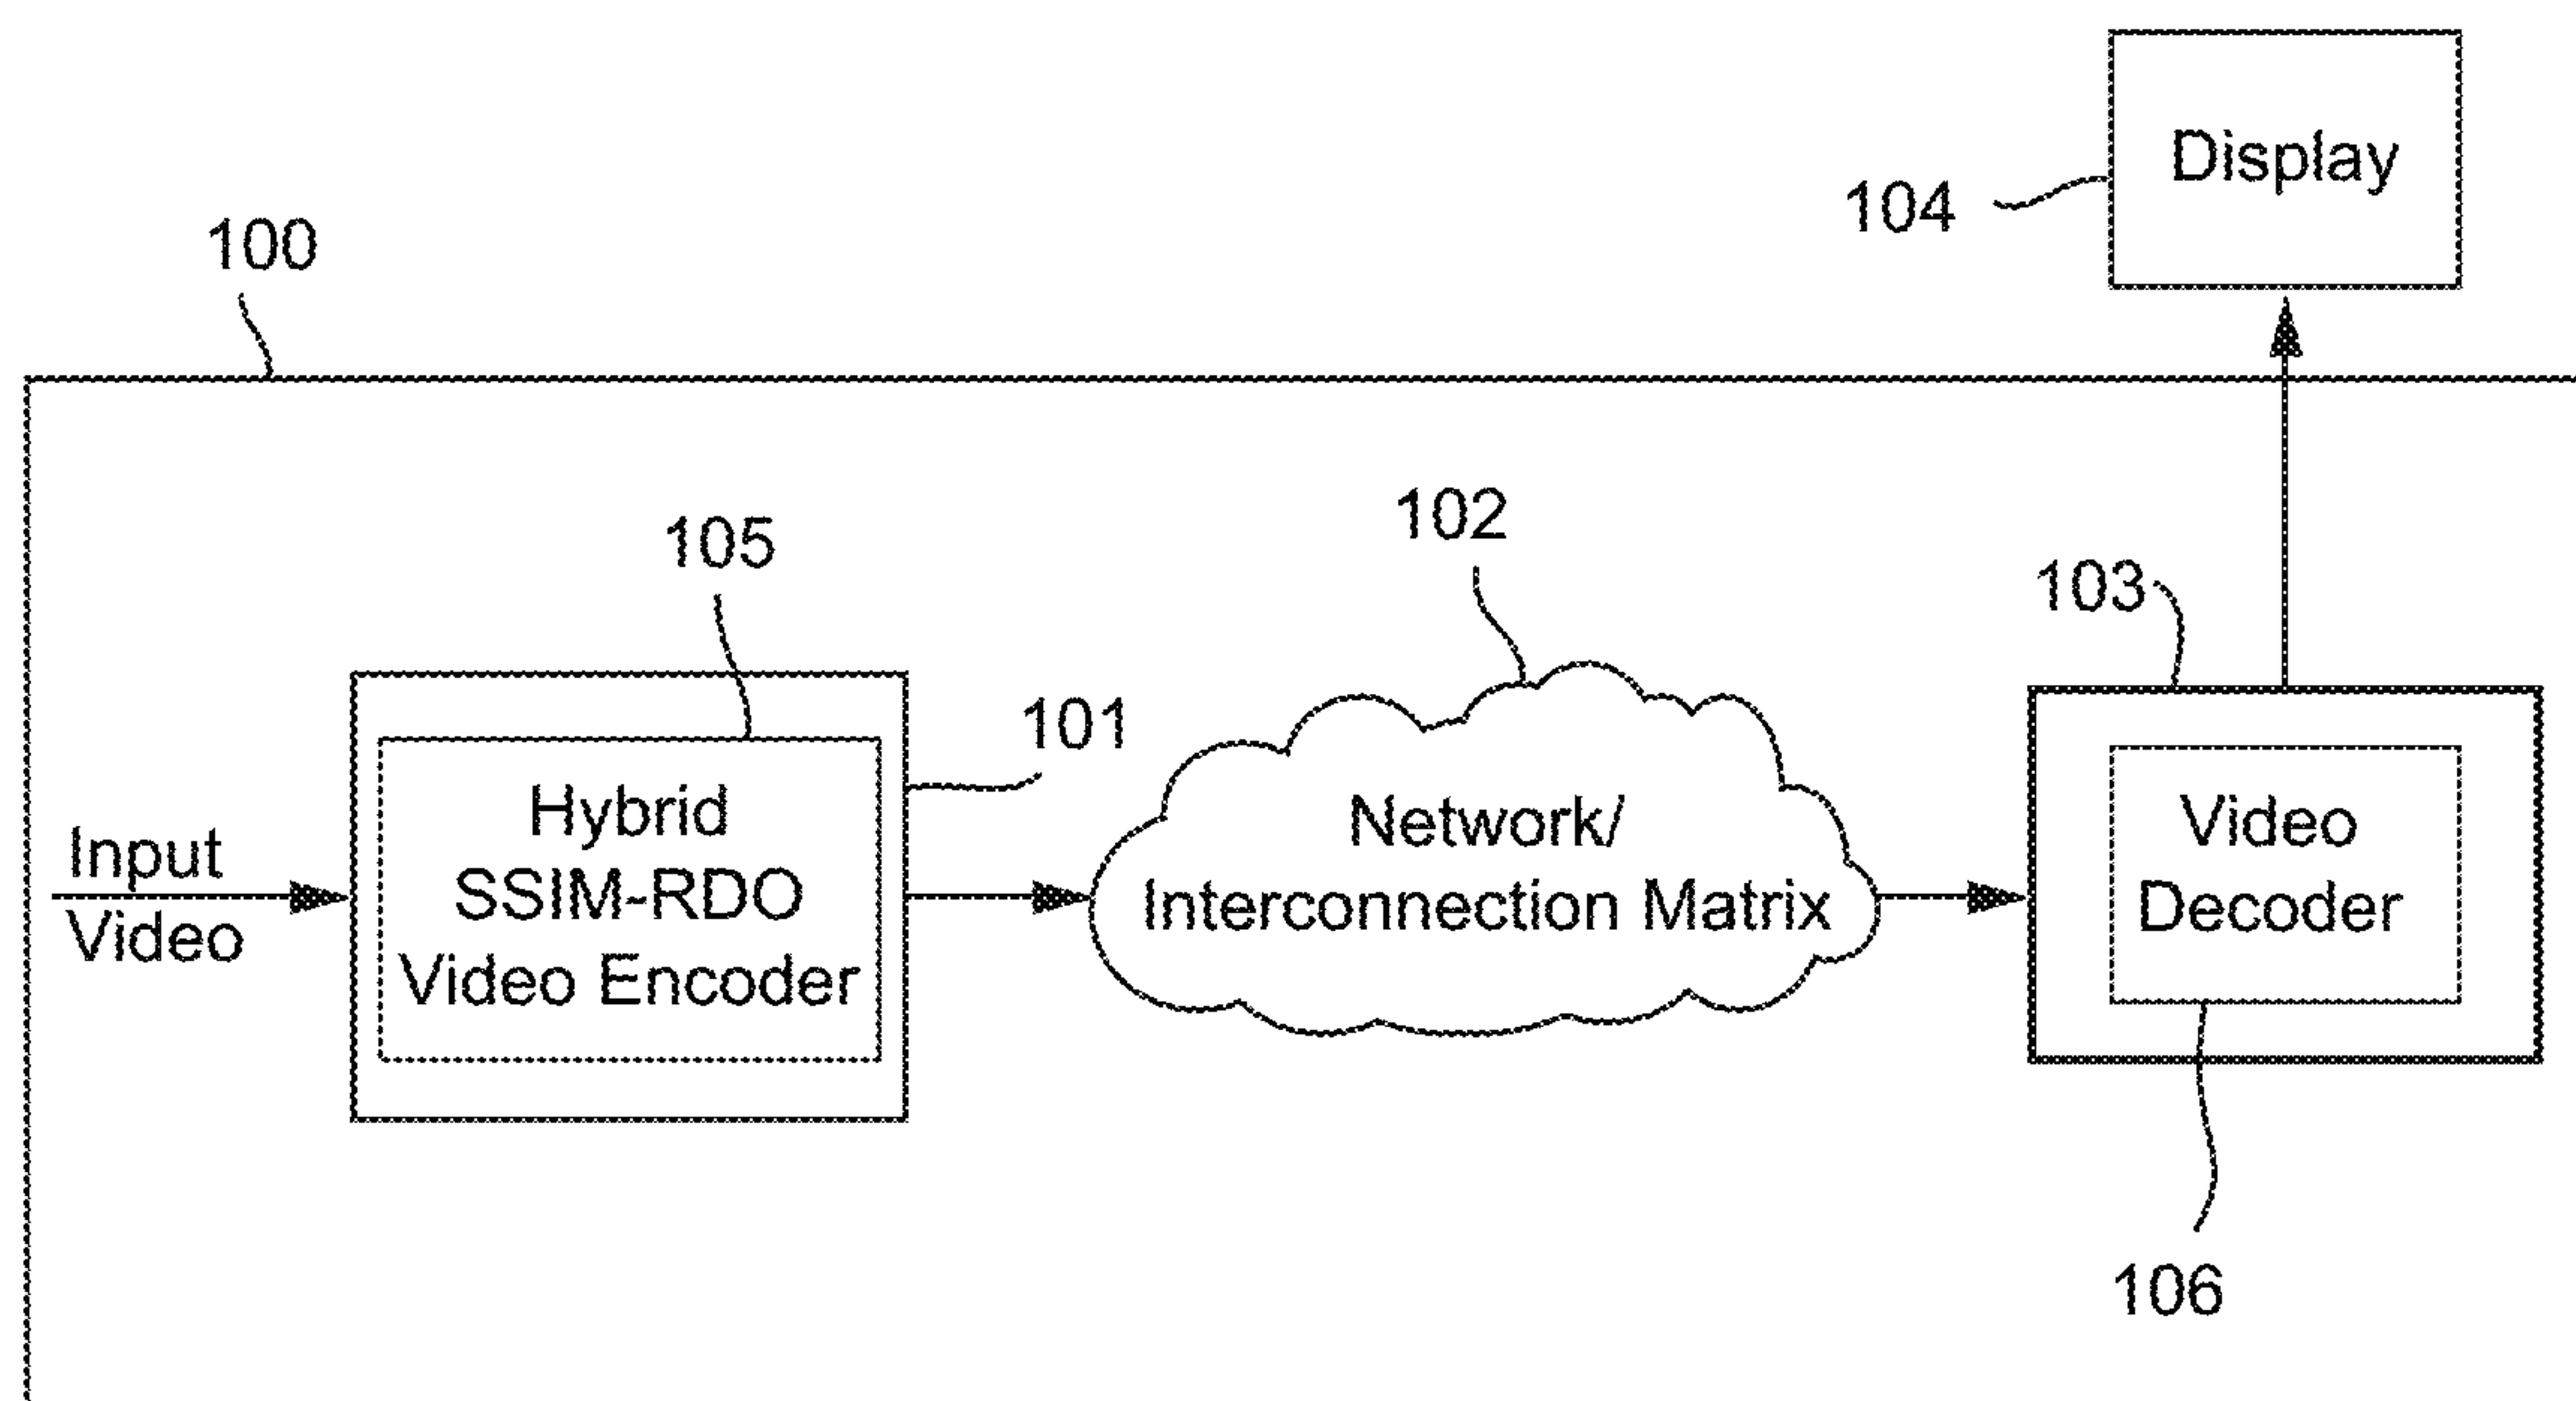 Display
104
100
102
105
103
101
Hybrid
SSIM-RDO
Video Encoder
Input
Video
Network/
Interconnection Matrix
Video
Decoder
106